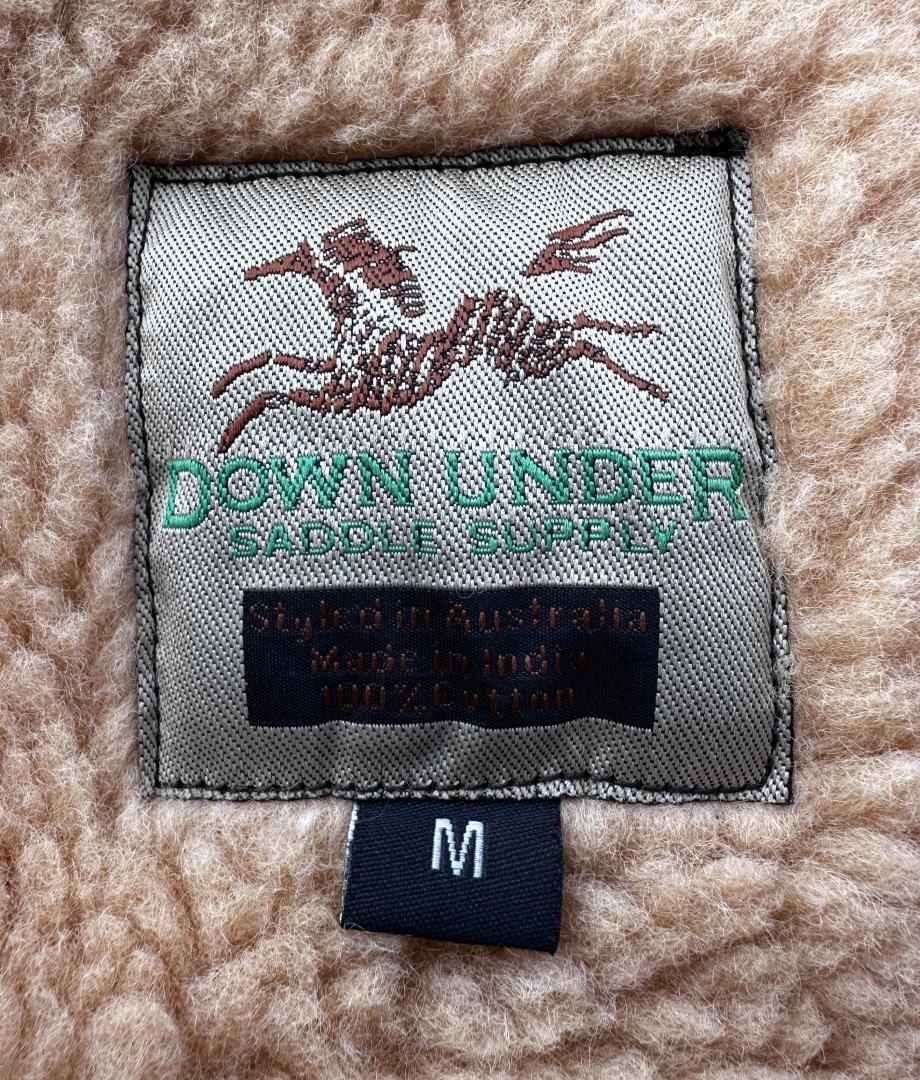 DOWN UNDER
SADDLE SUPPLY
Styled in Australia
Made in India
100% Cotton
M